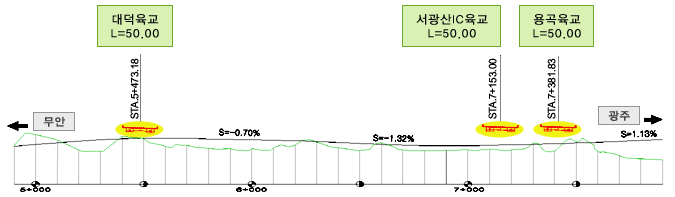 대덕육교
L=50.00
서광산IC육교
L=50.00
용곡육교
L=50.00
STA.5+473.18
STA.7+153.00
STA.7+381.83
무안
광주
S=-0.70%
S=-1.32%
S=1.13%
5+000
6+000
7+000